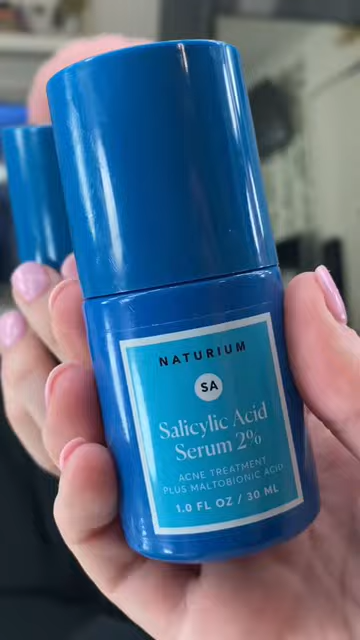 NATURIUM
SA
Salicylic Acid
Serum 2%
ACNE TREATMENT
PLUS MALTOBIONIC ACID
1.0 FL OZ / 30 ML